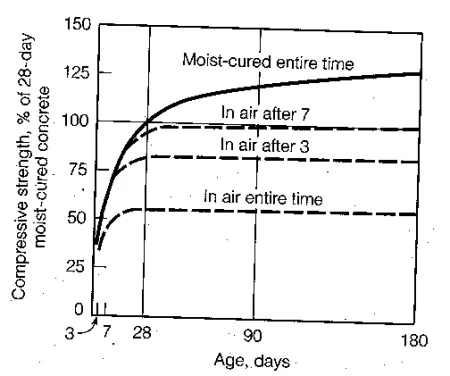 Compressive strength, % of 28-day
moist-cured concrete
150
125
100
75
50
25
0
Moist-cured entire time
In air after 7
In air after 3
In air entire time
3 7 28 90 180
Age, days